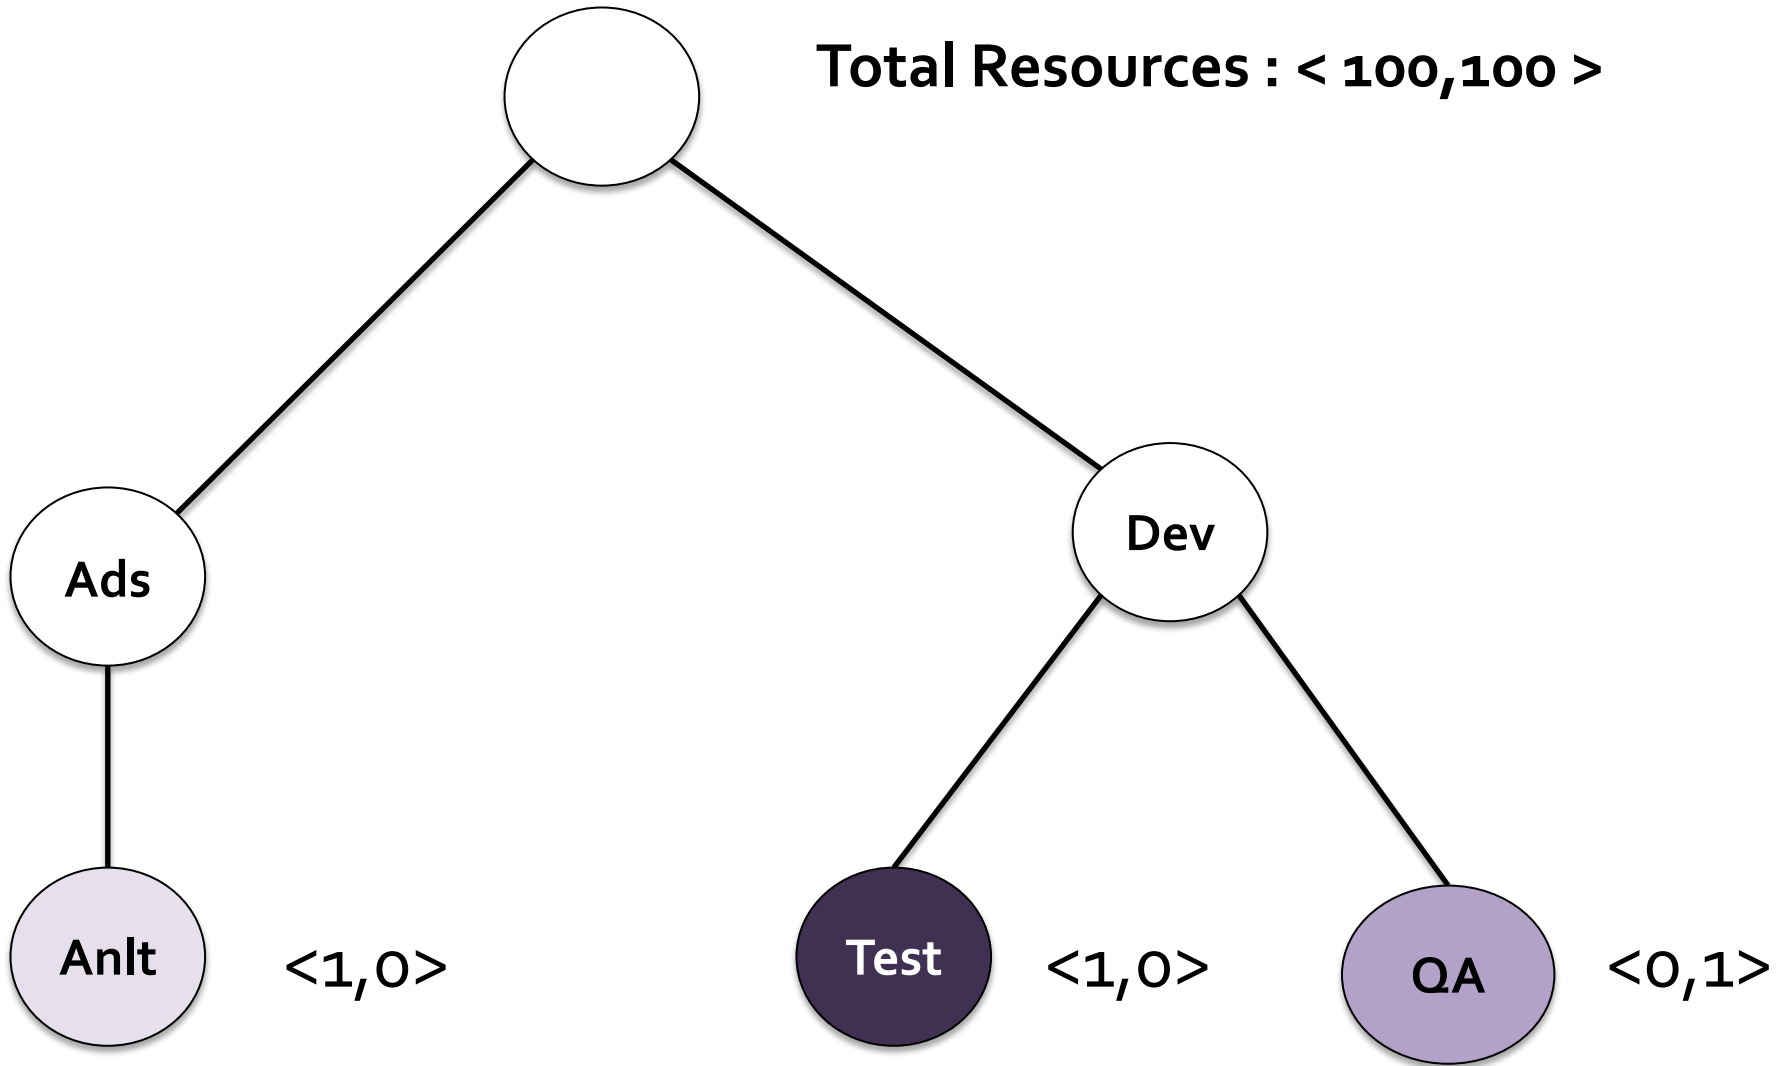 Total Resources : < 100,100 >
Dev
Ads
Anlt
<1,0>
Test
<1,0>
QA
<0,1>